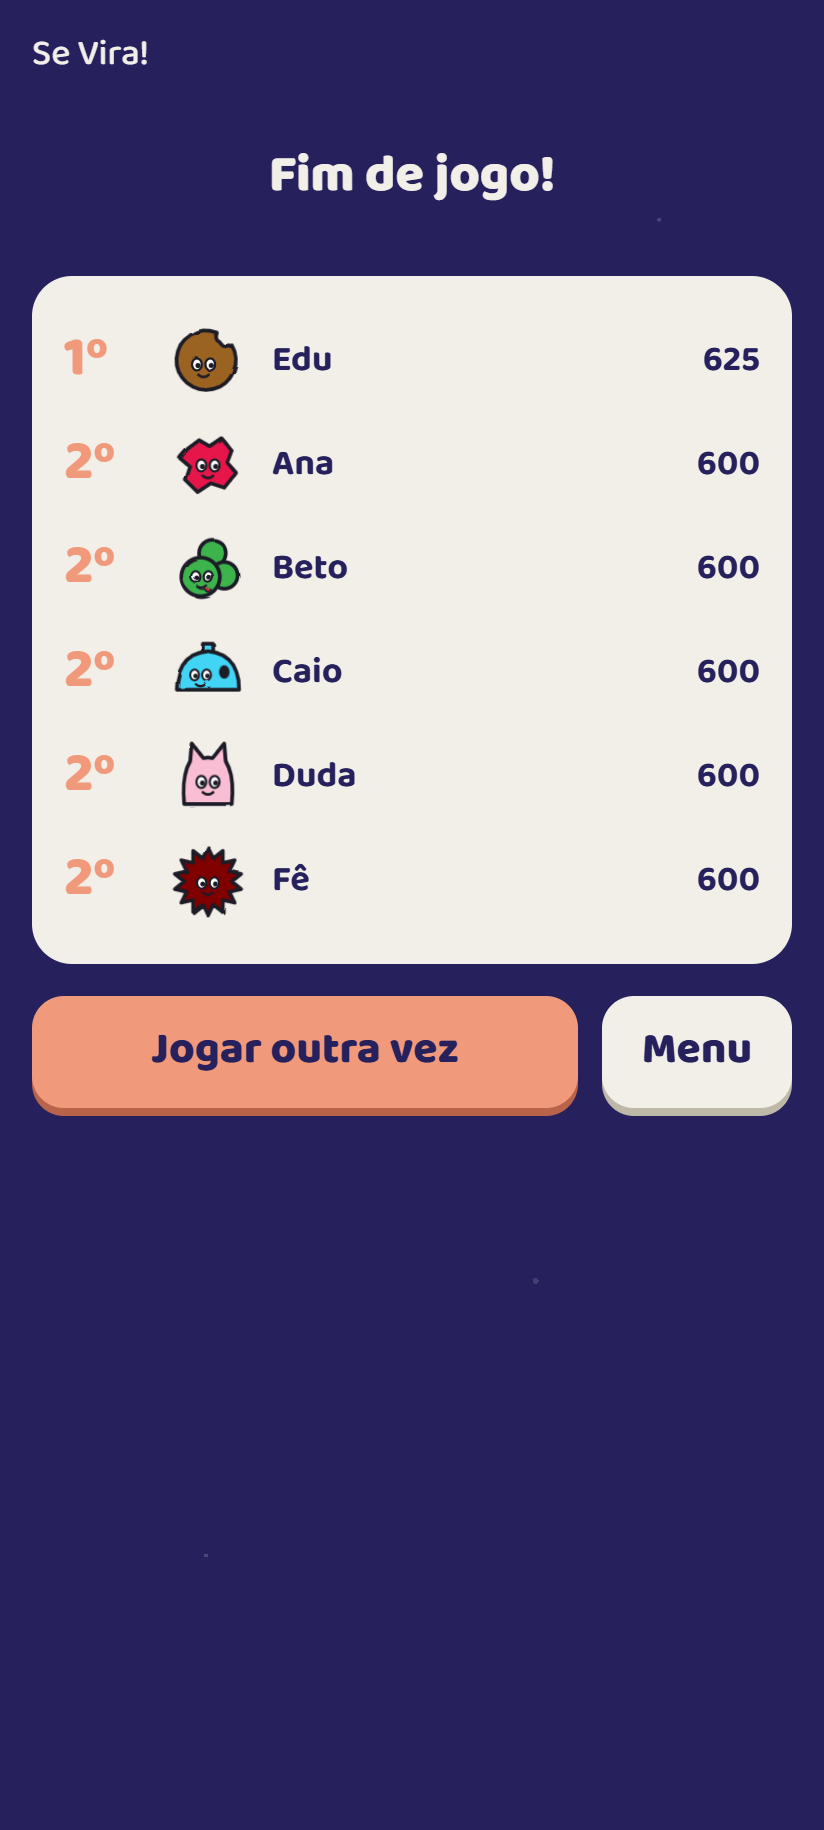 Se Vira!
Fim de jogo!
1º Edu 625
2º Ana 600
2º Beto 600
2º Caio 600
2º Duda 600
2º Fê 600
Jogar outra vez
Menu